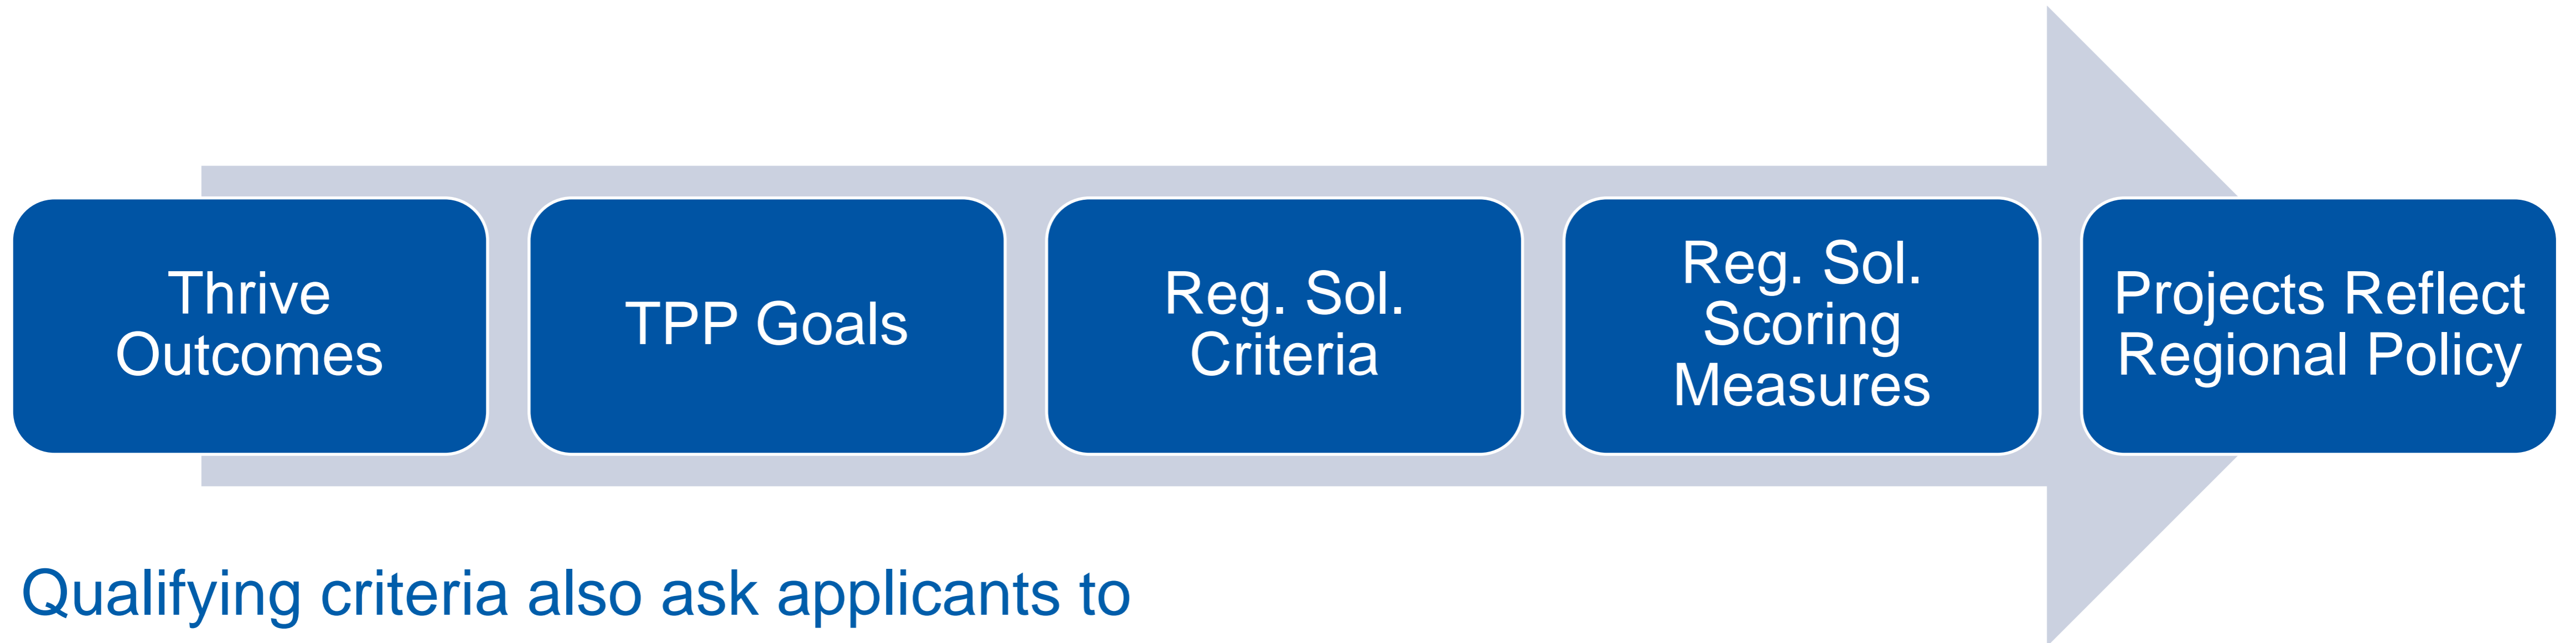 Thrive
Outcomes
TPP Goals
Reg. Sol.
Criteria
Reg. Sol.
Scoring
Measures
Projects Reflect
Regional Policy
Qualifying criteria also ask applicants to